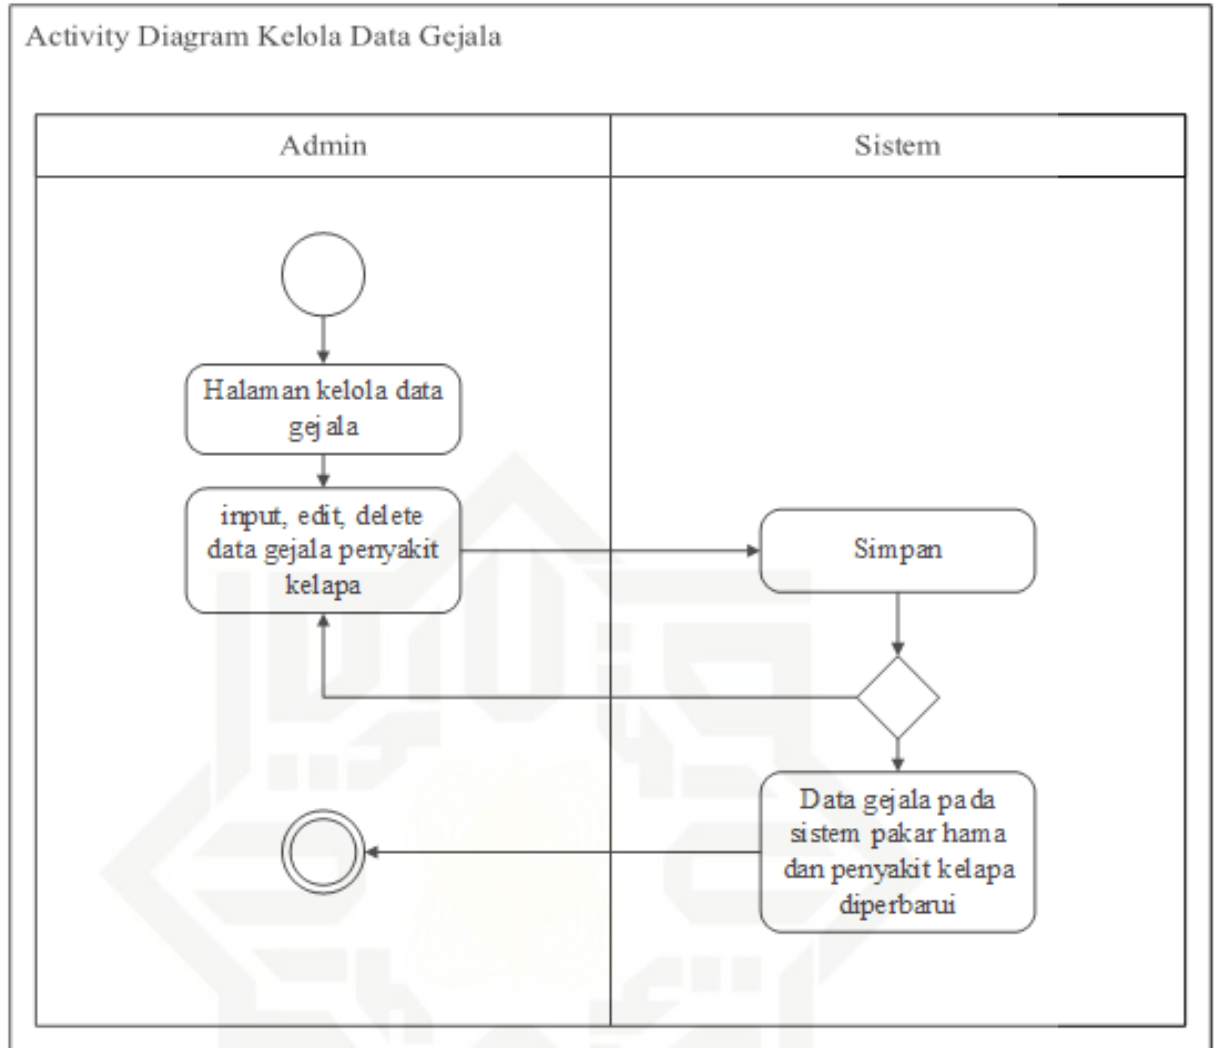 Activity Diagram Kelola Data Gejala
Admin
Sistem
Halaman kelola data
gejala
input, edit, delete
data gejala penyakit
kelapa
Simpan
Data gejala pada
sistem pakar hama
dan penyakit kelapa
diperbarui